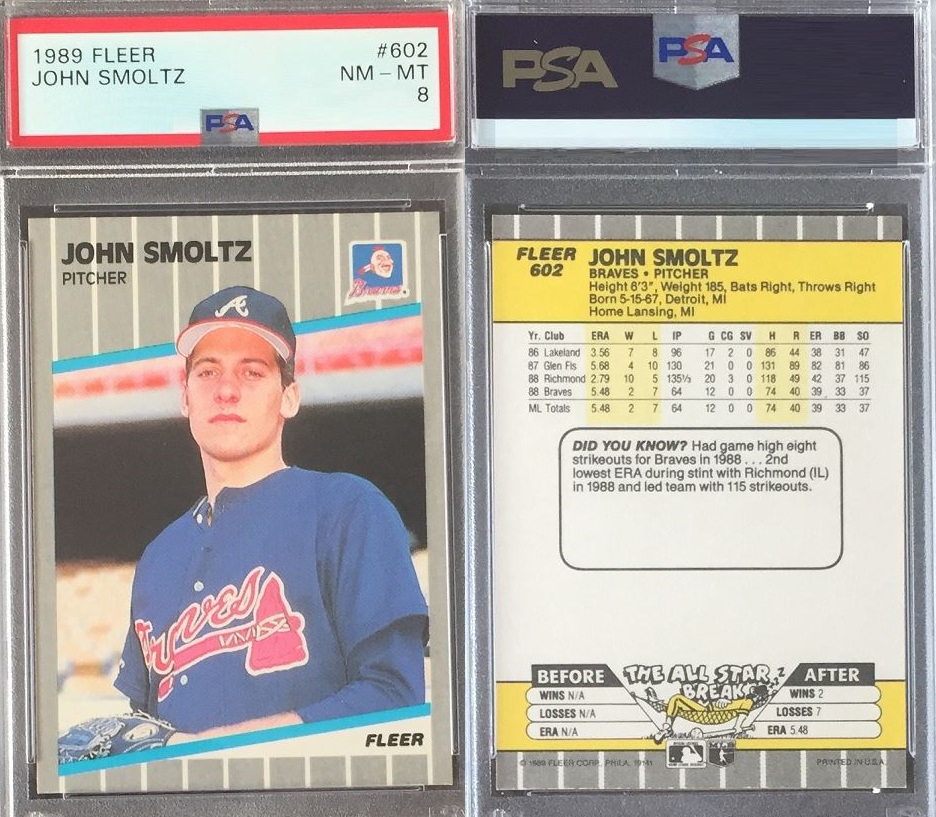 1989 FLEER #602
JOHN SMOLTZ NM - MT
8
PSA
JOHN SMOLTZ
PITCHER
Braves.
A
Braves
FLEER
PSA PSA
FLEER
602
JOHN SMOLTZ
BRAVES • PITCHER
Height 6'3", Weight 185, Bats Right, Throws Right
Born 5-15-67, Detroit, MI
Home Lansing, MI
Yr. Club ERA W L IP G CG SV H R ER BB SO
86 Lakeland 3.56 7 8 96 17 2 0 86 44 38 31 47
87 Glen Fls 5.68 4 10 130 21 0 0 131 89 82 81 86
88 Richmond 2.79 10 5 135⅓ 20 3 0 118 49 42 37 115
88 Braves 5.48 2 7 64 12 0 0 74 40 39 33 37
ML Totals 5.48 2 7 64 12 0 0 74 40 39 33 37
DID YOU KNOW? Had game high eight
strikeouts for Braves in 1988 . . . 2nd
lowest ERA during stint with Richmond (IL)
in 1988 and led team with 115 strikeouts.
BEFORE THE ALL STAR BREAK AFTER
WINS N/A WINS 2
LOSSES N/A LOSSES 7
ERA N/A ERA 5.48
© 1989 FLEER CORP., PHILA. 19141 PRINTED IN U.S.A.